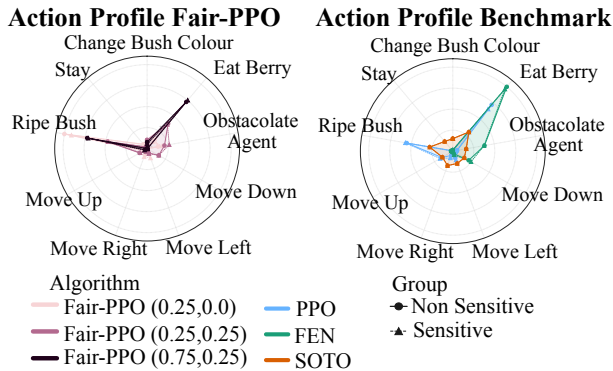 Action Profile Fair-PPO
Change Bush Colour
Eat Berry
Stay
Obstacolate
Agent
Ripe Bush
Move Down
Move Up
Move Right
Move Left
Action Profile Benchmark
Change Bush Colour
Eat Berry
Stay
Obstacolate
Agent
Ripe Bush
Move Down
Move Up
Move Right
Move Left
Algorithm
Fair-PPO (0.25,0.0)
Fair-PPO (0.25,0.25)
Fair-PPO (0.75,0.25)
PPO
FEN
SOTO
Group
Non Sensitive
Sensitive